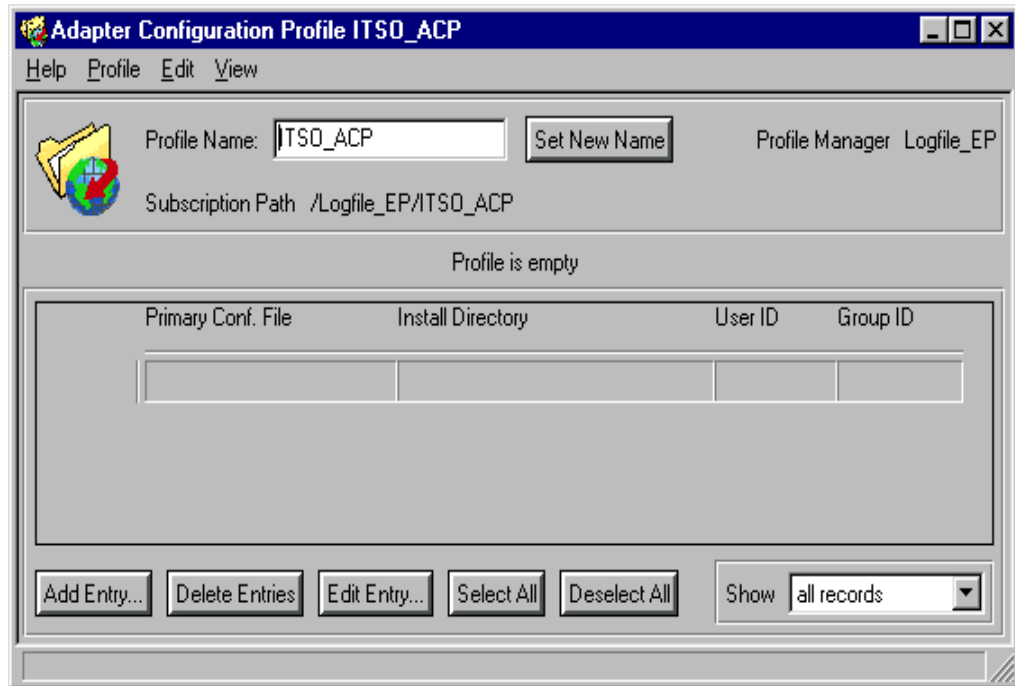 Adapter Configuration Profile ITSO_ACP
Help Profile Edit View
Profile Name: ITSO_ACP Set New Name Profile Manager Logfile_EP
Subscription Path /Logfile_EP/ITSO_ACP
Profile is empty
Primary Conf. File Install Directory User ID Group ID
Add Entry... Delete Entries Edit Entry... Select All Deselect All Show all records